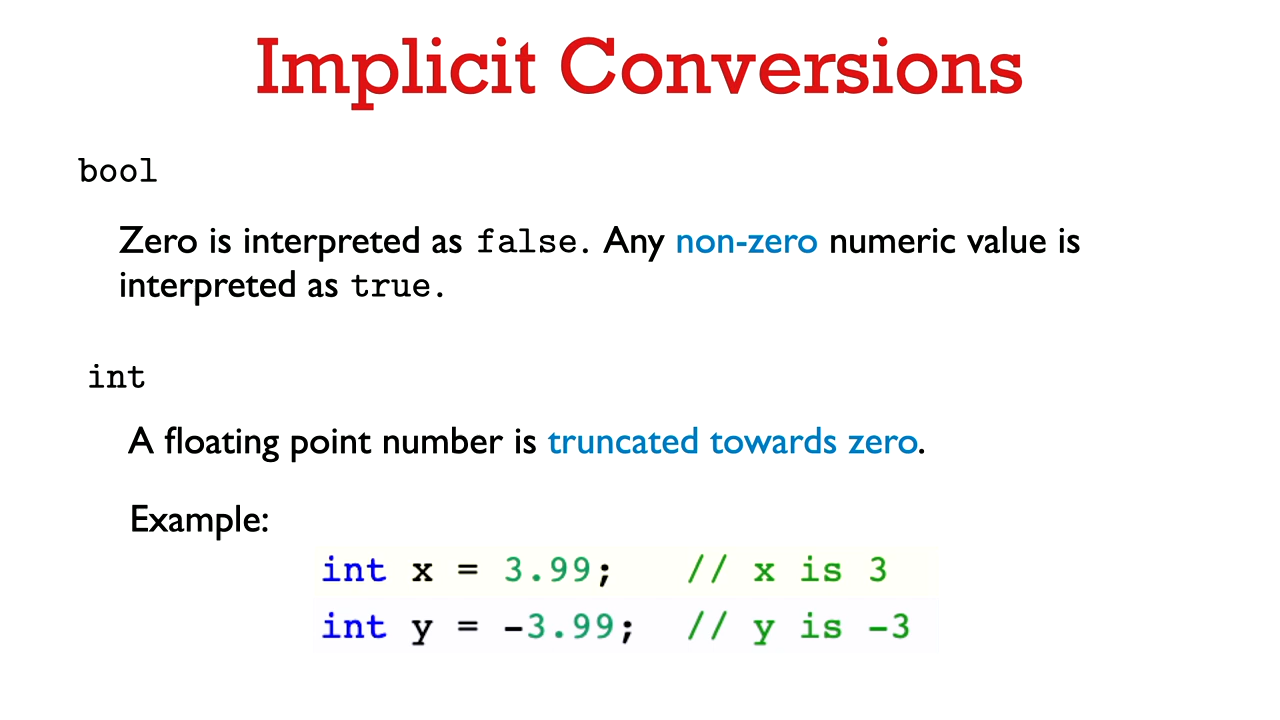 Implicit Conversions
bool
Zero is interpreted as false. Any non-zero numeric value is
interpreted as true.
int
A floating point number is truncated towards zero.
Example:
int x = 3.99;   // x is 3
int y = -3.99;  // y is -3